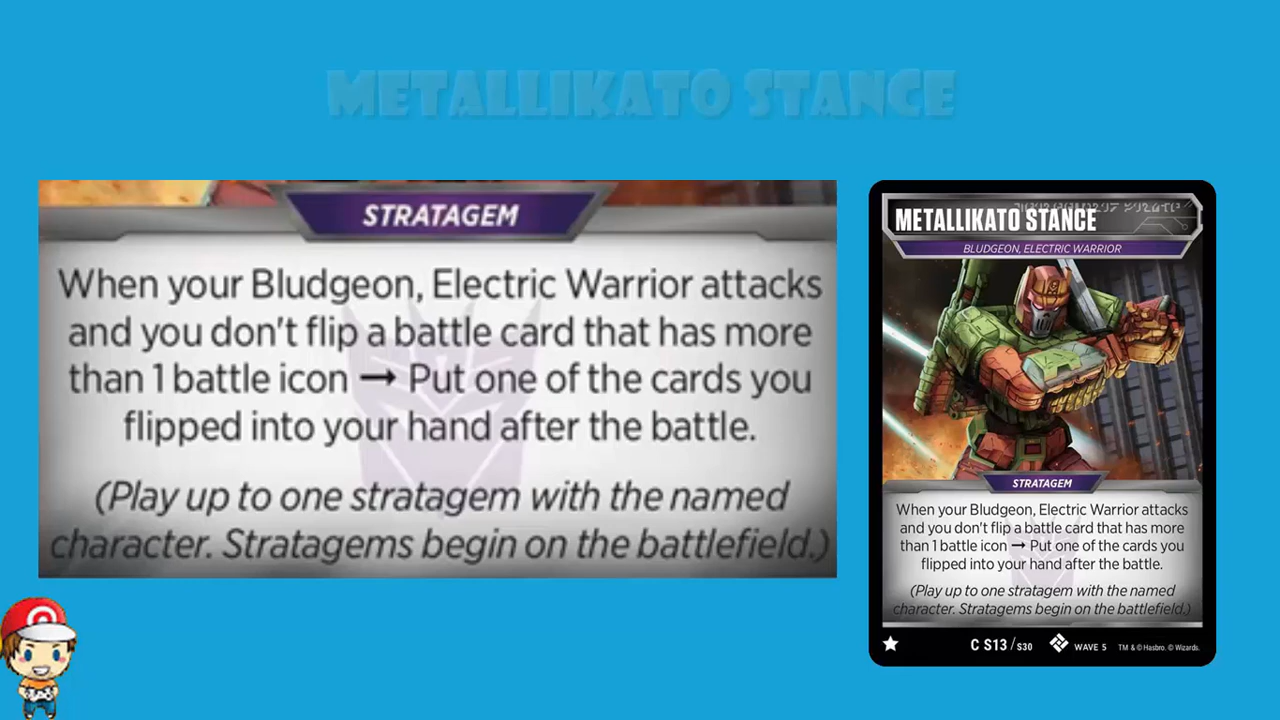 METALLIKATO STANCE
STRATAGEM
When your Bludgeon, Electric Warrior attacks
and you don't flip a battle card that has more
than 1 battle icon → Put one of the cards you
flipped into your hand after the battle.
(Play up to one stratagem with the named
character. Stratagems begin on the battlefield.)
METALLIKATO STANCE
BLUDGEON, ELECTRIC WARRIOR
STRATAGEM
When your Bludgeon, Electric Warrior attacks
and you don't flip a battle card that has more
than 1 battle icon → Put one of the cards you
flipped into your hand after the battle.
(Play up to one stratagem with the named
character. Stratagems begin on the battlefield.)
C S13/S30 WAVE 5 TM & © Hasbro. © Wizards.